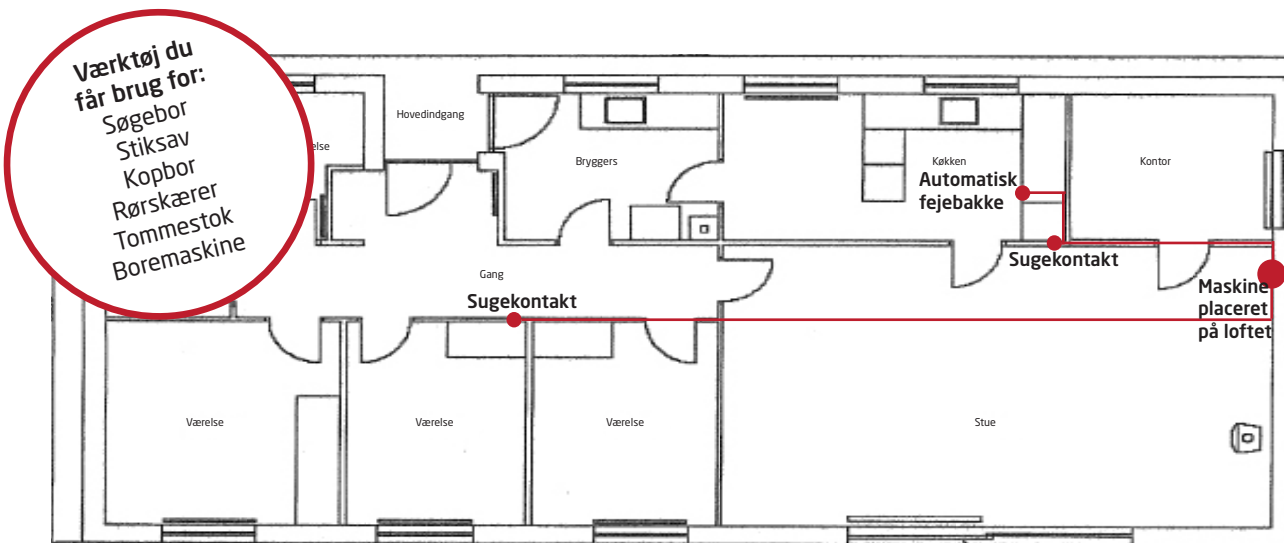 Værktøj du
får brug for:
Søgebor
Stiksav
Kopbor
Rørskærer
Tommestok
Boremaskine
else
Hovedindgang
Bryggers
Køkken
Kontor
Automatisk
fejebakke
Sugekontakt
Gang
Sugekontakt
Maskine
placeret
på loftet
Værelse
Værelse
Værelse
Stue